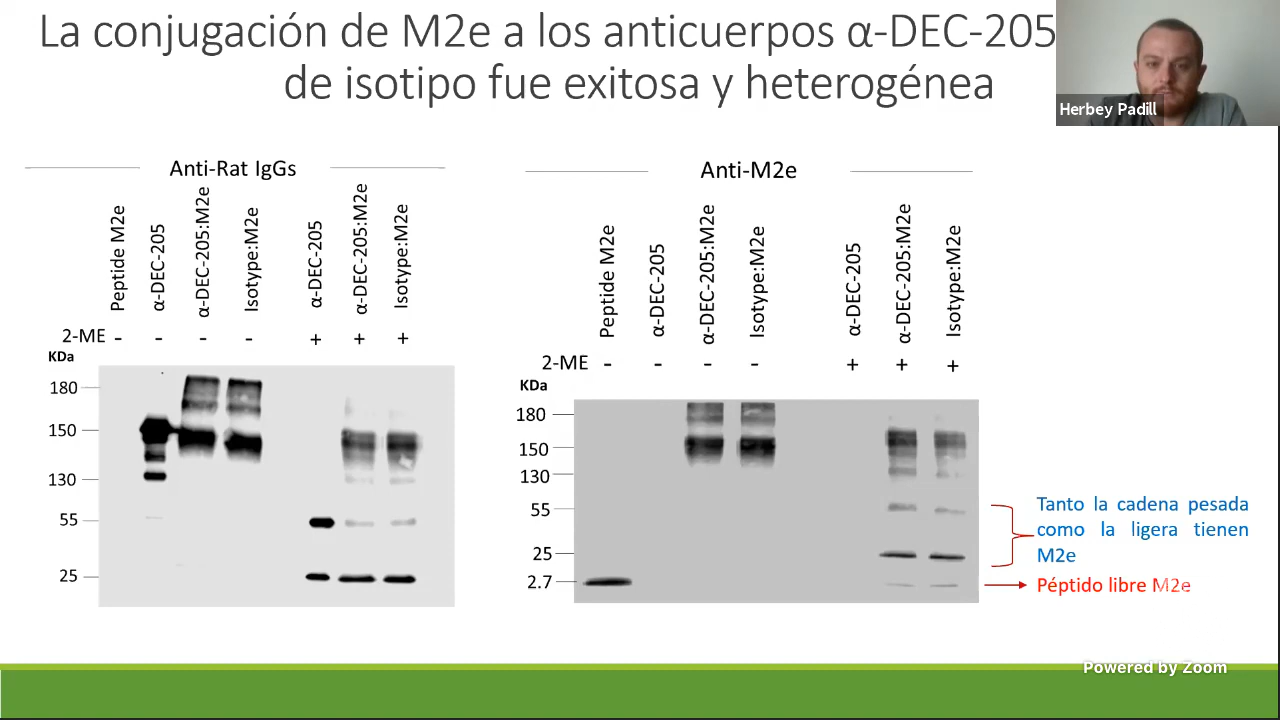 La conjugación de M2e a los anticuerpos α-DEC-205
de isotipo fue exitosa y heterogénea
Herbey Padill
Anti-Rat IgGs
Peptide M2e
α-DEC-205
α-DEC-205:M2e
Isotype:M2e
α-DEC-205
α-DEC-205:M2e
Isotype:M2e
2-ME - - - - + + +
KDa
180
150
130
55
25
Anti-M2e
Peptide M2e
α-DEC-205
α-DEC-205:M2e
Isotype:M2e
α-DEC-205
α-DEC-205:M2e
Isotype:M2e
2-ME - - - - + + +
KDa
180
150
130
55
25
2.7
Tanto la cadena pesada
como la ligera tienen
M2e
Péptido libre M2e
Powered by Zoom